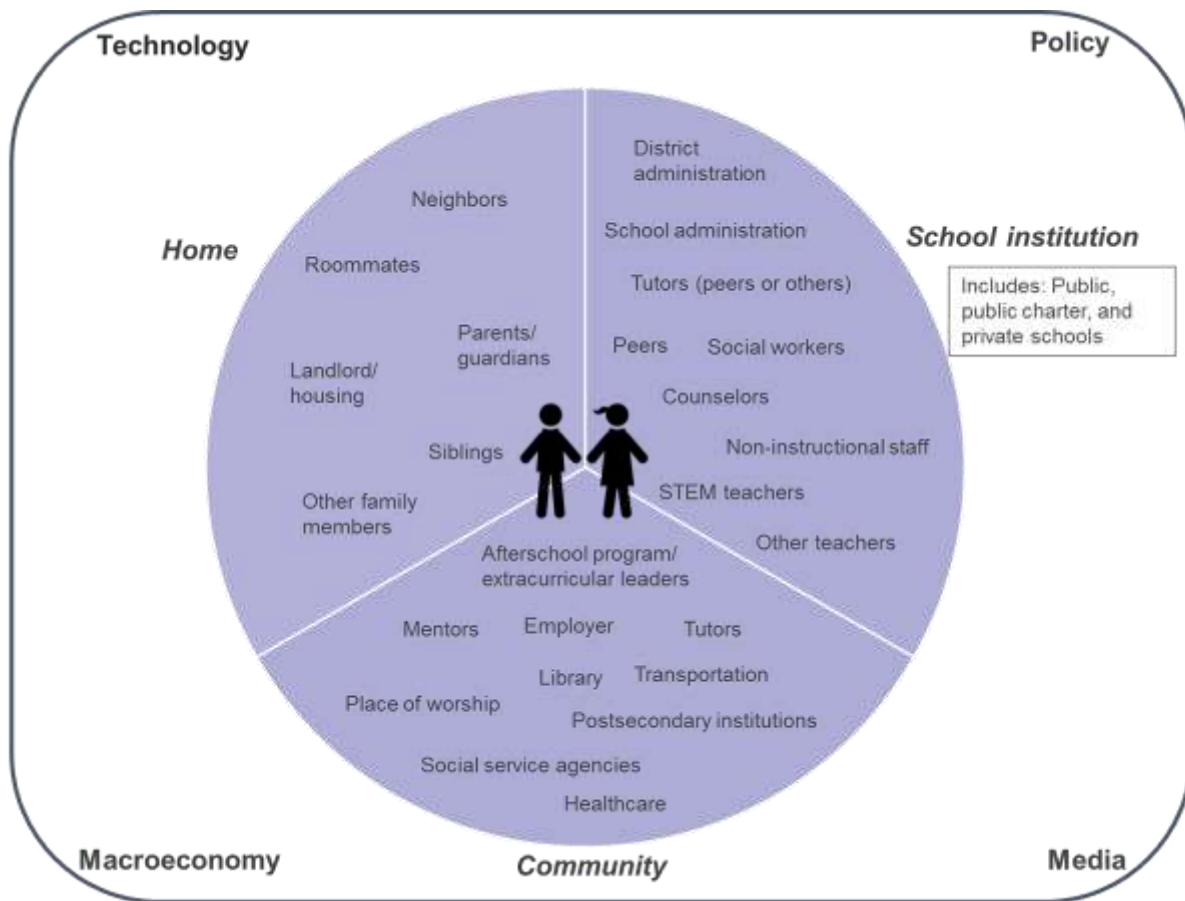 Technology
Policy
Home
Neighbors
Roommates
Parents/
guardians
Landlord/
housing
Siblings
Other family
members
School institution
Includes: Public,
public charter, and
private schools
District
administration
School administration
Tutors (peers or others)
Peers
Social workers
Counselors
Non-instructional staff
STEM teachers
Other teachers
Afterschool program/
extracurricular leaders
Mentors
Employer
Tutors
Library
Transportation
Place of worship
Postsecondary institutions
Social service agencies
Healthcare
Community
Macroeconomy
Media